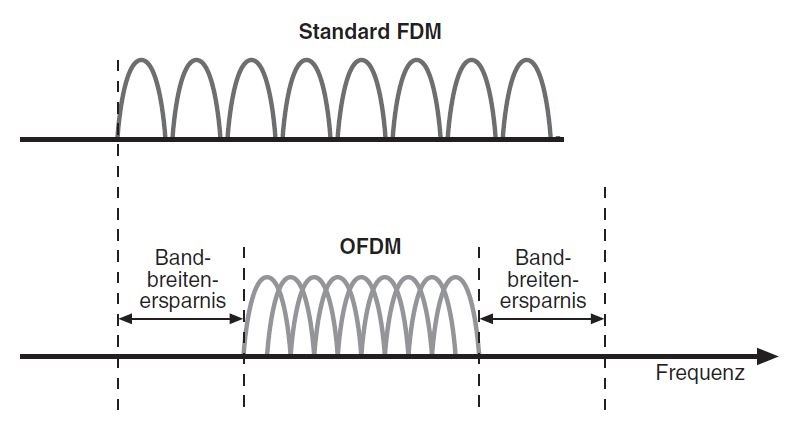 Standard FDM
OFDM
Band-
breiten-
ersparnis
Band-
breiten-
ersparnis
Frequenz